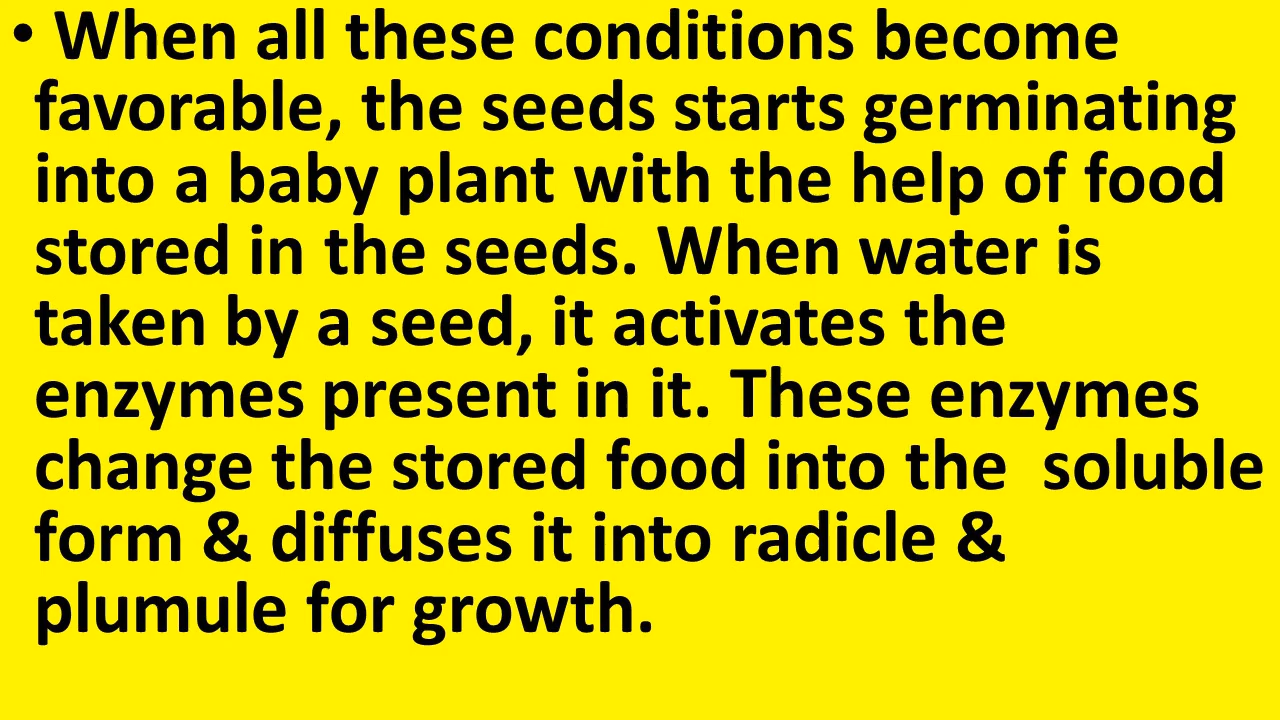 • When all these conditions become
favorable, the seeds starts germinating
into a baby plant with the help of food
stored in the seeds. When water is
taken by a seed, it activates the
enzymes present in it. These enzymes
change the stored food into the  soluble
form & diffuses it into radicle &
plumule for growth.